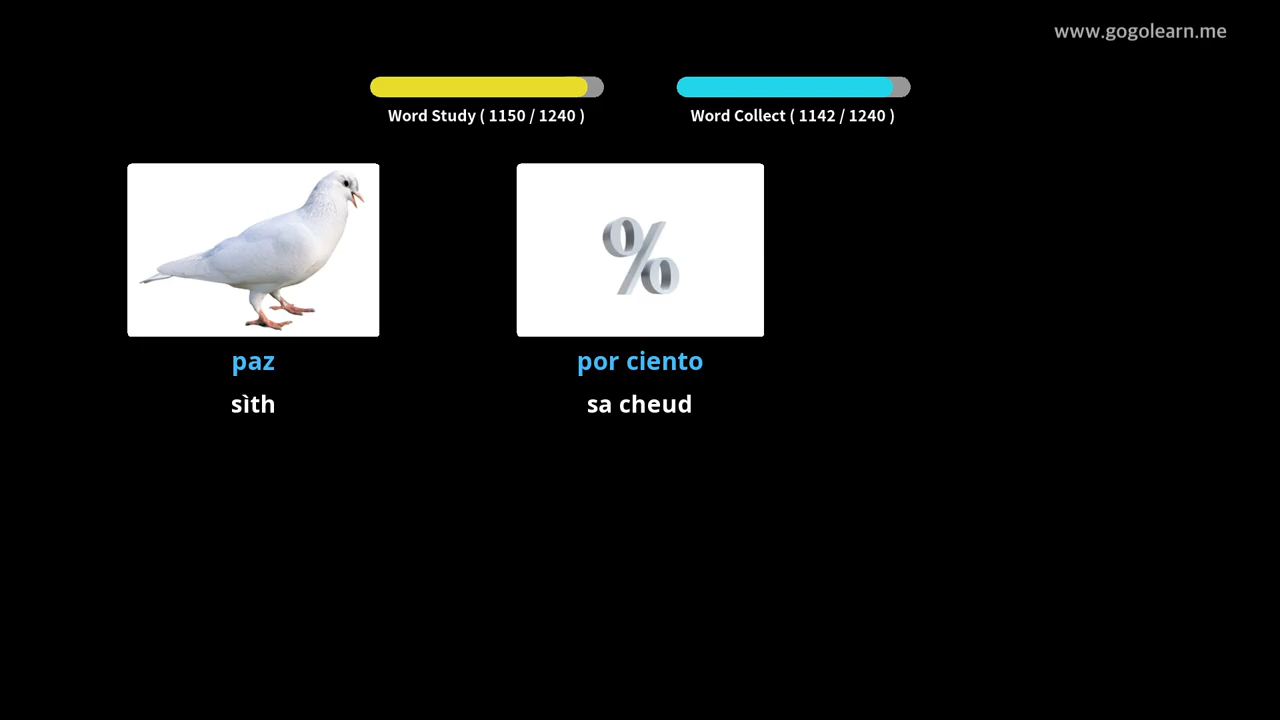 www.gogolearn.me
Word Study ( 1150 / 1240 )
Word Collect ( 1142 / 1240 )
%
paz
por ciento
sìth
sa cheud